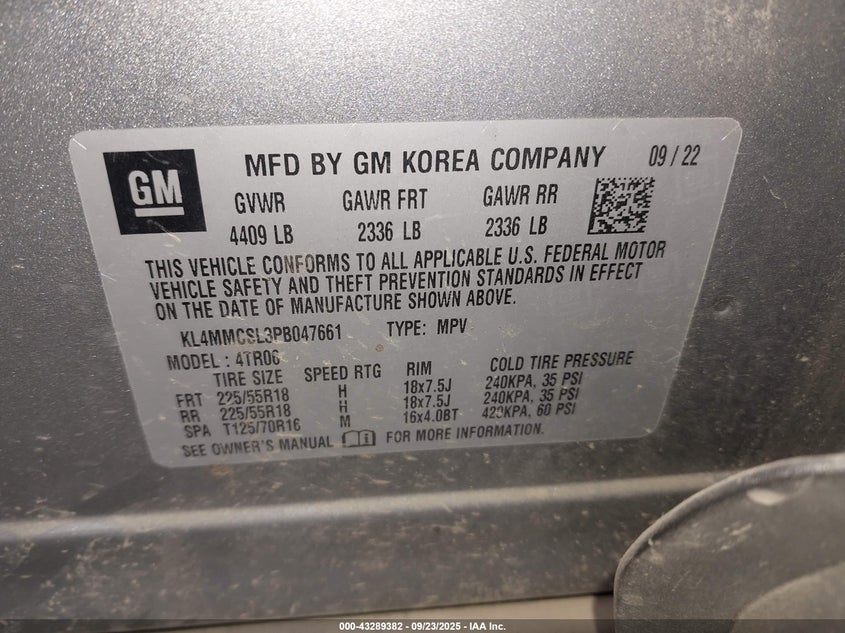 GM
MFD BY GM KOREA COMPANY 09/22
GVWR GAWR FRT GAWR RR
4409 LB 2336 LB 2336 LB
THIS VEHICLE CONFORMS TO ALL APPLICABLE U.S. FEDERAL MOTOR
VEHICLE SAFETY AND THEFT PREVENTION STANDARDS IN EFFECT
ON THE DATE OF MANUFACTURE SHOWN ABOVE.
KL4MMCSL3PB047661 TYPE: MPV
MODEL: 4TR06
TIRE SIZE SPEED RTG RIM COLD TIRE PRESSURE
FRT 225/55R18 H 18x7.5J 240KPA, 35 PSI
RR 225/55R18 H 18x7.5J 240KPA, 35 PSI
SPA T125/70R16 M 16x4.0BT 420KPA, 60 PSI
SEE OWNER'S MANUAL FOR MORE INFORMATION.
000-43289382 - 09/23/2025 - IAA Inc.